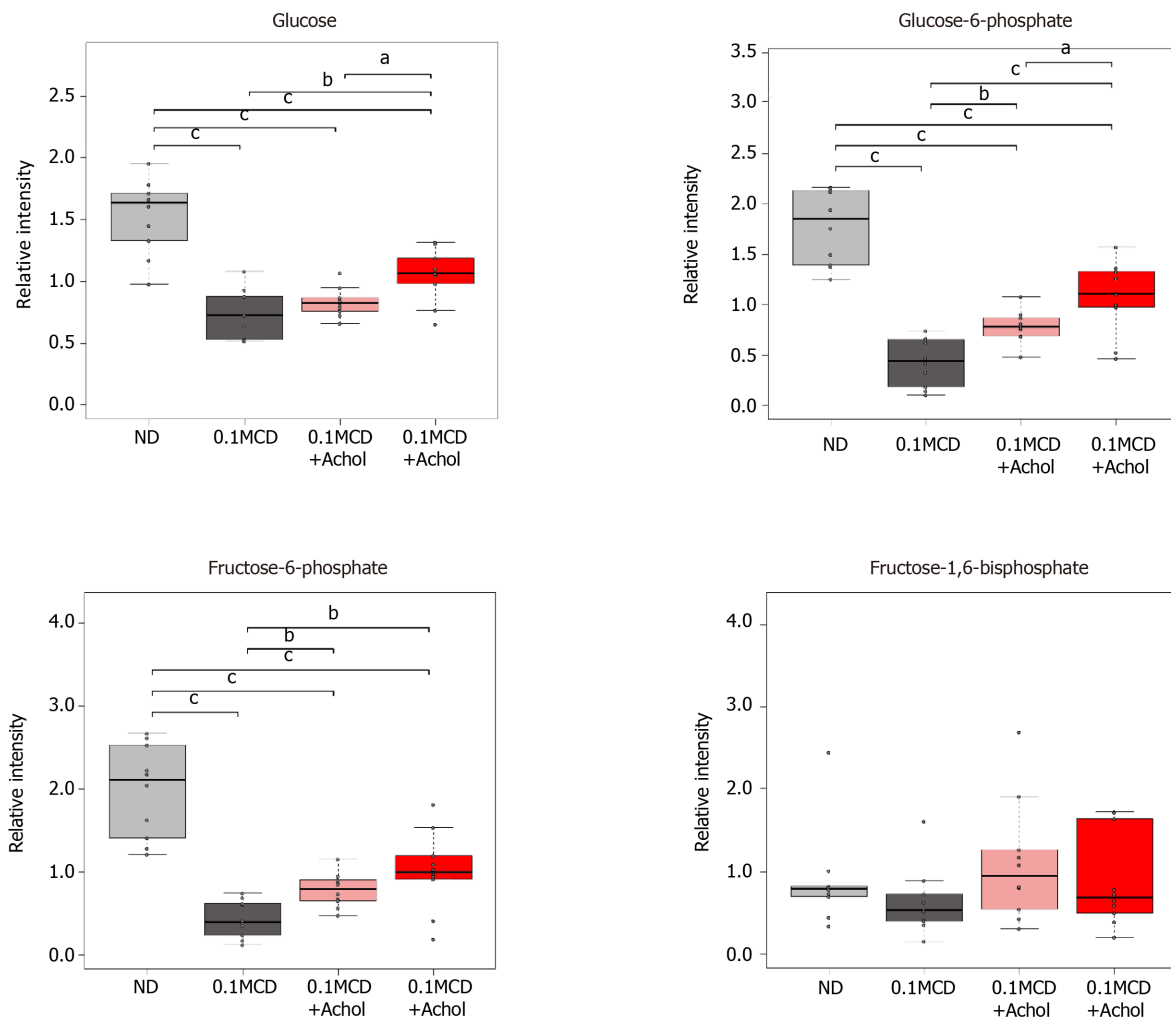 Glucose
Relative intensity
2.5
2.0
1.5
1.0
0.5
0.0
a
b
c
c
c
ND
0.1MCD
0.1MCD
+Achol
0.1MCD
+Achol
Glucose-6-phosphate
Relative intensity
3.5
3.0
2.5
2.0
1.5
1.0
0.5
0.0
a
c
b
c
c
c
ND
0.1MCD
0.1MCD
+Achol
0.1MCD
+Achol
Fructose-6-phosphate
Relative intensity
4.0
3.0
2.0
1.0
0.0
b
b
c
c
c
ND
0.1MCD
0.1MCD
+Achol
0.1MCD
+Achol
Fructose-1,6-bisphosphate
Relative intensity
4.0
3.0
2.0
1.0
0.0
ND
0.1MCD
0.1MCD
+Achol
0.1MCD
+Achol